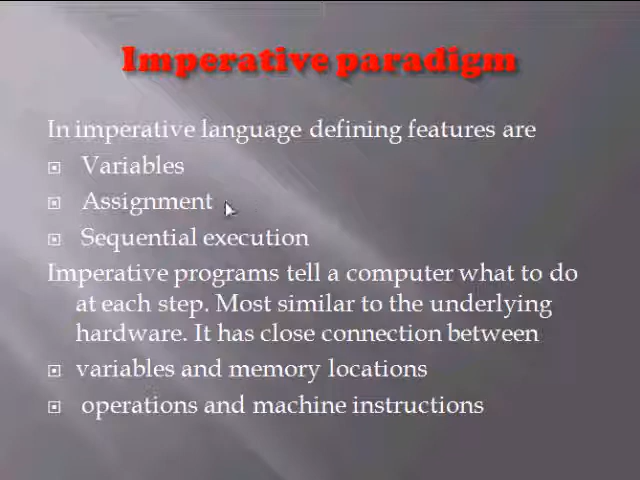 Imperative paradigm
In imperative language defining features are
Variables
Assignment
Sequential execution
Imperative programs tell a computer what to do
at each step. Most similar to the underlying
hardware. It has close connection between
variables and memory locations
operations and machine instructions